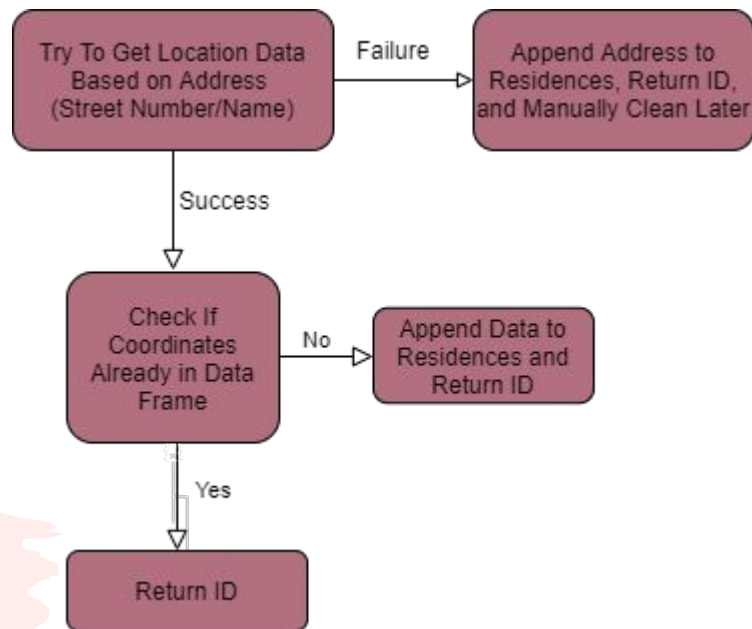 Try To Get Location Data
Based on Address
(Street Number/Name)
Failure
Append Address to
Residences, Return ID,
and Manually Clean Later
Success
Check If
Coordinates
Already in Data
Frame
No
Append Data to
Residences and
Return ID
Yes
Return ID